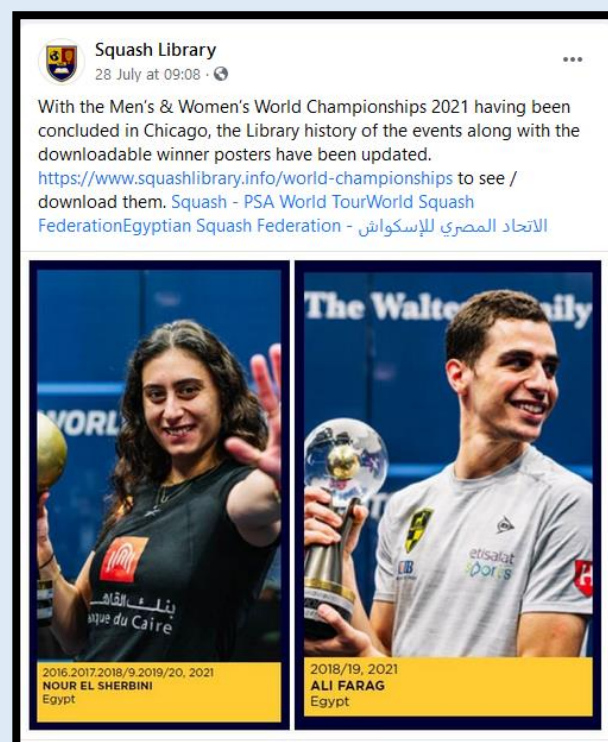 Squash Library
28 July at 09:08 ·
With the Men's & Women's World Championships 2021 having been
concluded in Chicago, the Library history of the events along with the
downloadable winner posters have been updated.
https://www.squashlibrary.info/world-championships to see /
download them. Squash - PSA World TourWorld Squash
FederationEgyptian Squash Federation - الاتحاد المصري للإسكواش
WORL
The Walte
ily
etisalat
sports
2016.2017.2018/9.2019/20, 2021
NOUR EL SHERBINI
Egypt
2018/19, 2021
ALI FARAG
Egypt
que du Caire